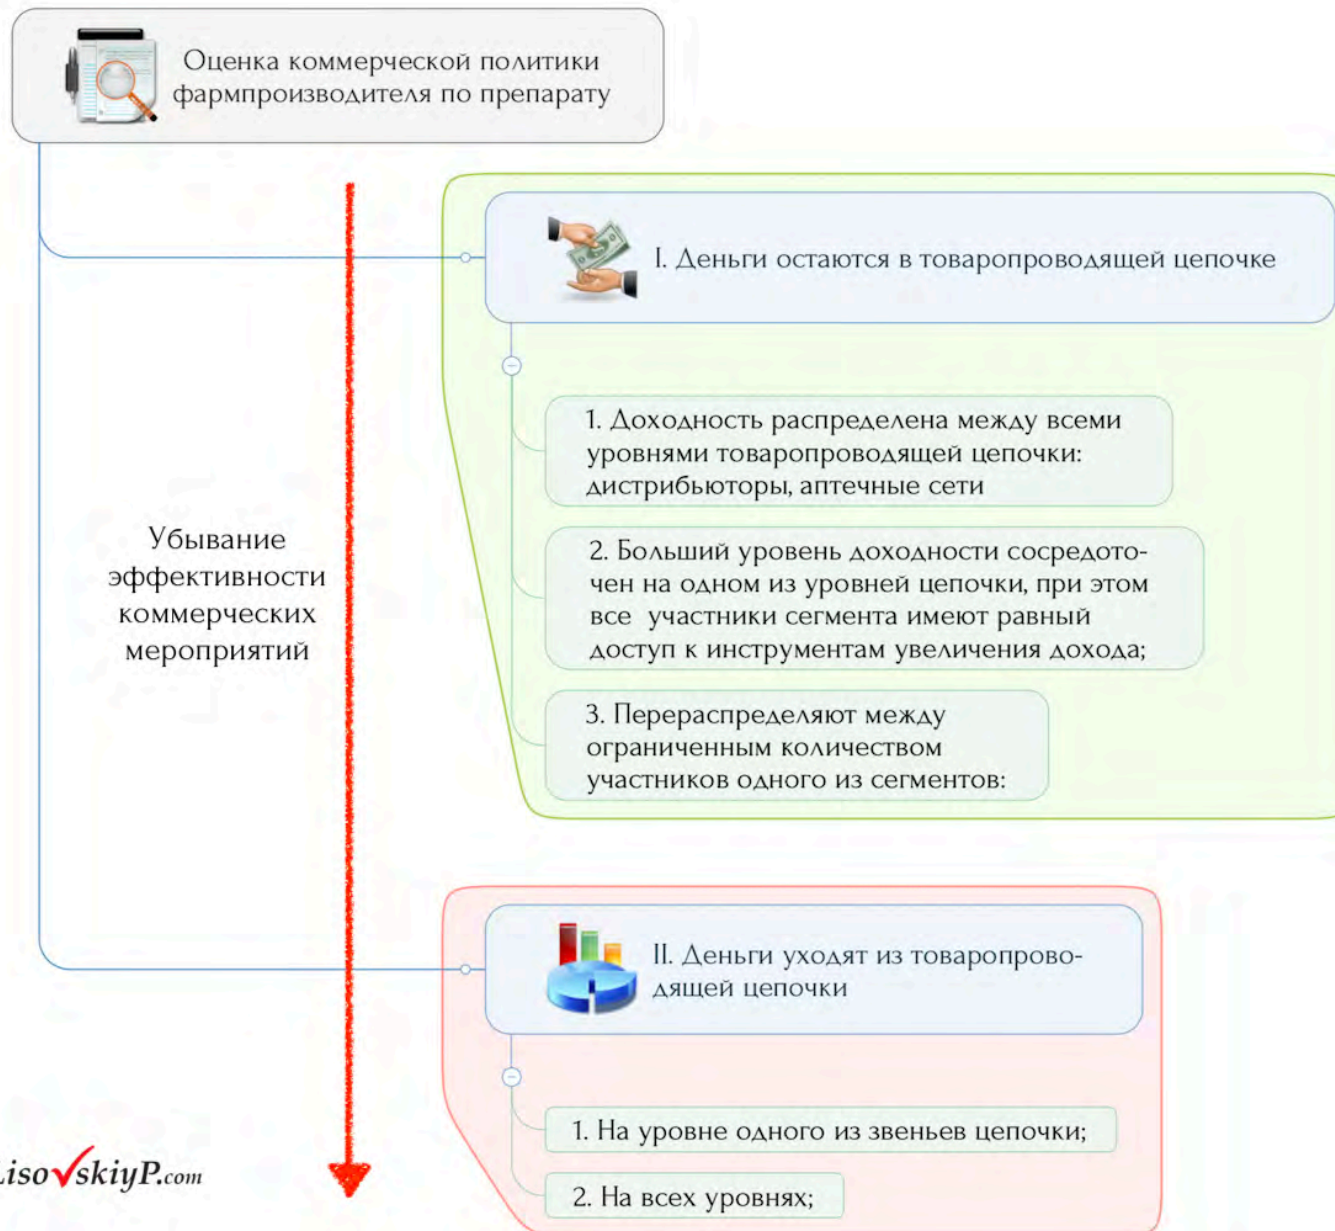 Оценка коммерческой политики
фармпроизводителя по препарату
I. Деньги остаются в товаропроводящей цепочке
1. Доходность распределена между всеми
уровнями товаропроводящей цепочки:
дистрибьюторы, аптечные сети
2. Больший уровень доходности сосредото-
чен на одном из уровней цепочки, при этом
все участники сегмента имеют равный
доступ к инструментам увеличения дохода;
3. Перераспределяют между
ограниченным количеством
участников одного из сегментов:
Убывание
эффективности
коммерческих
мероприятий
II. Деньги уходят из товаропрово-
дящей цепочки
1. На уровне одного из звеньев цепочки;
2. На всех уровнях;
LisovskiyP.com